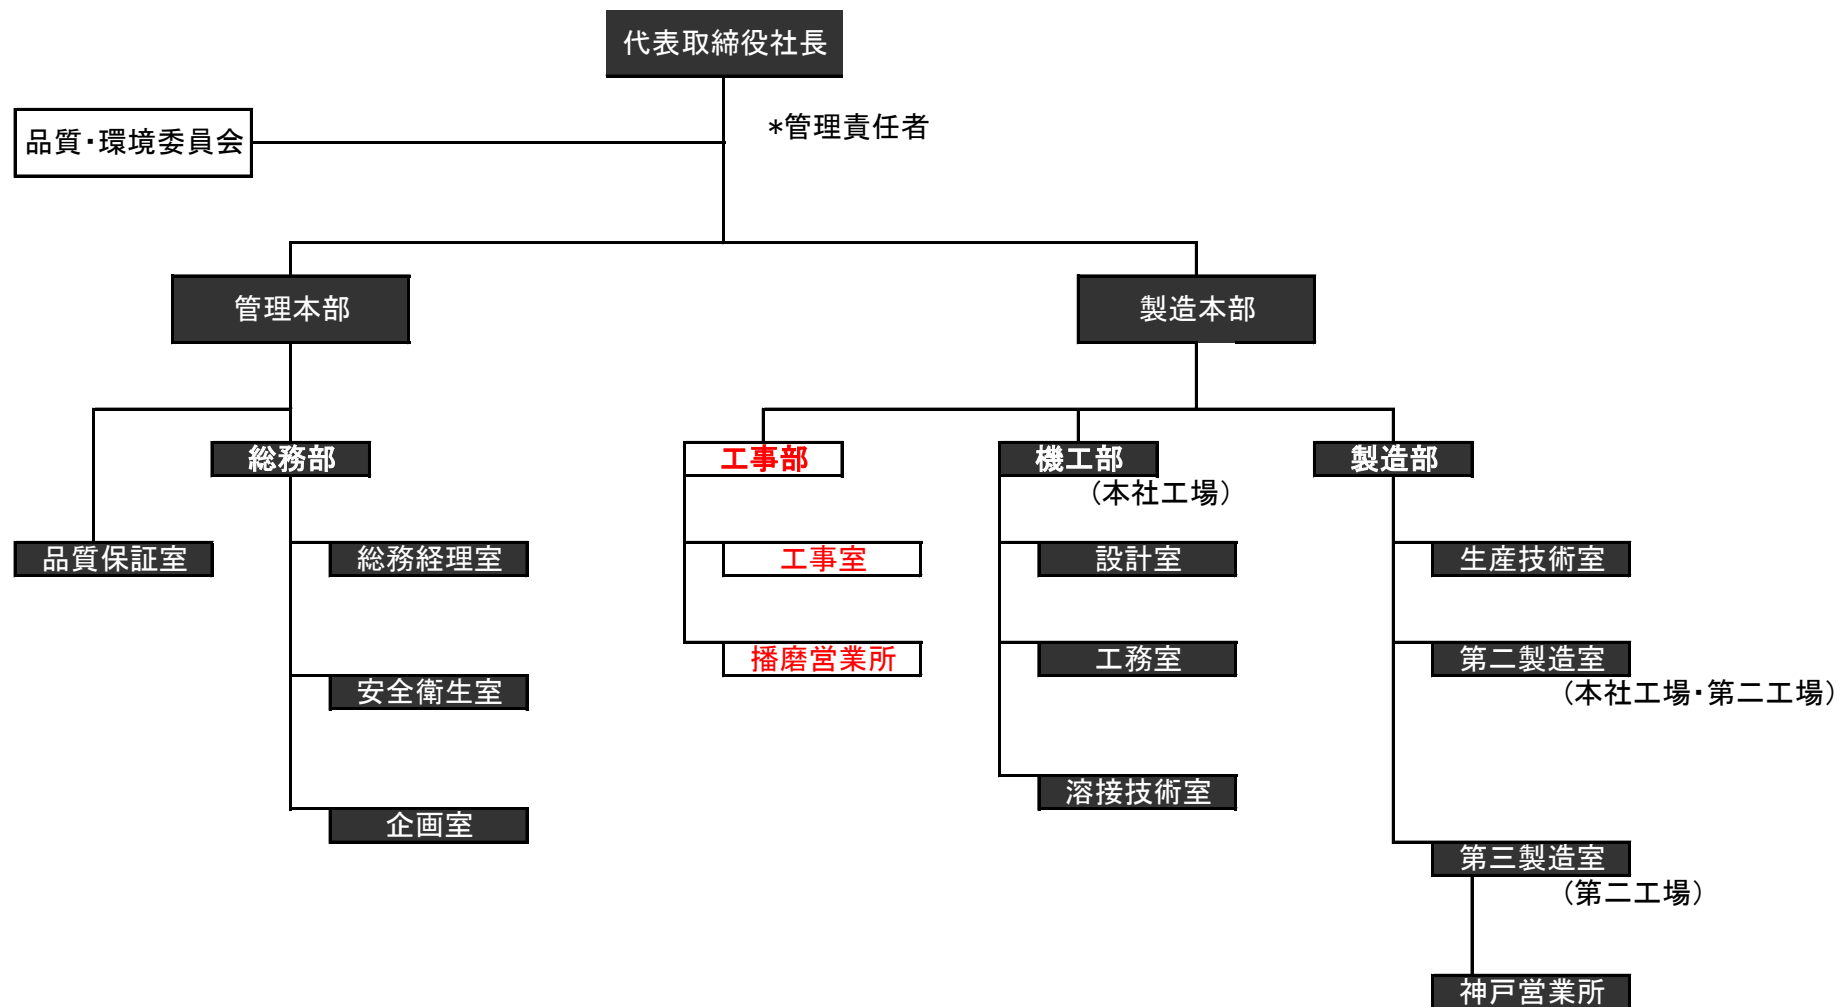 代表取締役社長
*管理責任者
品質・環境委員会
管理本部
製造本部
総務部
工事部
機工部
製造部
(本社工場)
品質保証室
総務経理室
工事室
設計室
生産技術室
播磨営業所
工務室
第二製造室
安全衛生室
(本社工場・第二工場)
溶接技術室
企画室
第三製造室
(第二工場)
神戸営業所